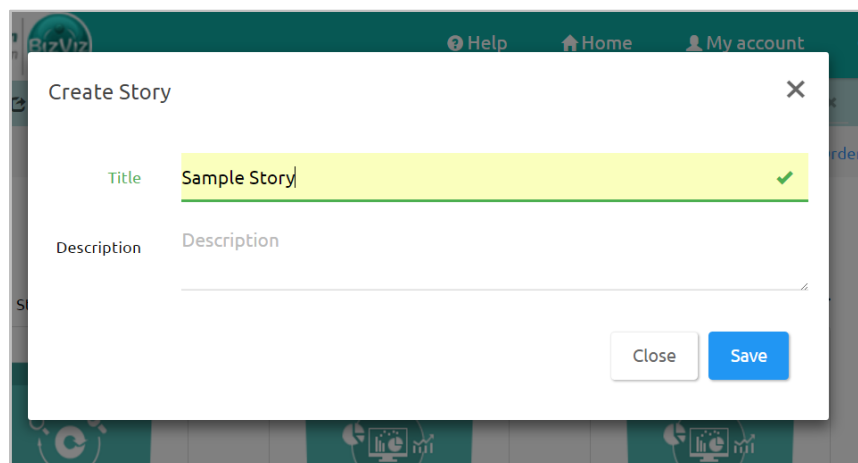 BizViz
Help Home My account
Create Story
Title Sample Story
Description Description
Close Save